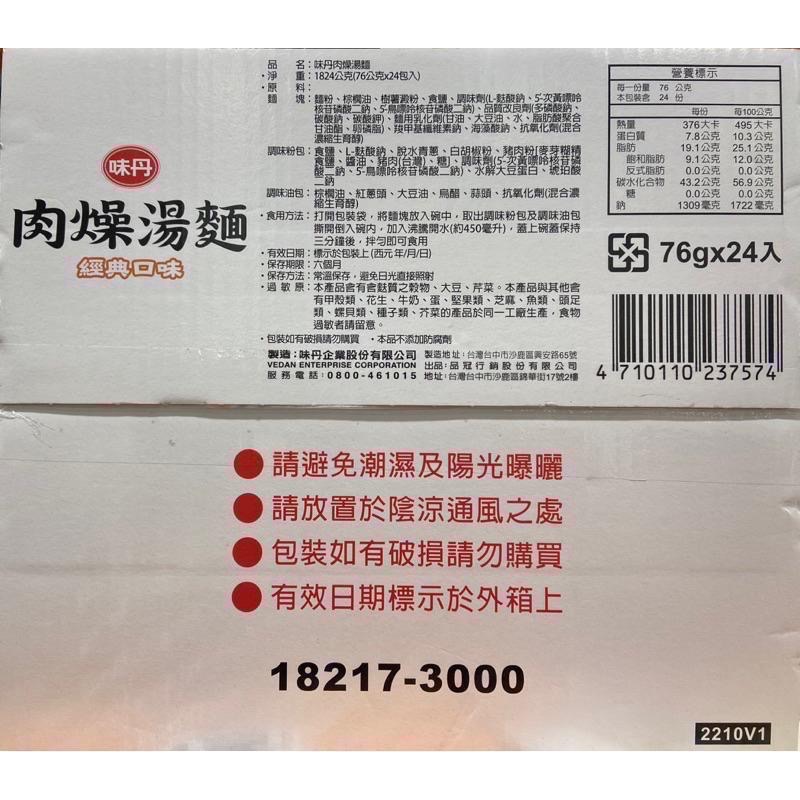 味丹
肉燥湯麵
經典口味
品名：味丹肉燥湯麵
・淨重：1824公克(76公克x24包入)
・原料：
麵塊：麵粉、棕櫚油、樹薯澱粉、食鹽、調味劑(L-麩酸鈉、5-次黃嘌呤
核苷磷酸二鈉、5-鳥嘌呤核苷磷酸二鈉)、品質改良劑(多磷酸鈉、
碳酸鈉、碳酸鉀)、麵用乳化劑(甘油、大豆油、水、脂肪酸聚合
甘油酯、卵磷脂)、羧甲基纖維素鈉、海藻酸鈉、抗氧化劑(混合
濃縮生育醇)
調味粉包：食鹽、L-麩酸鈉、脫水青蔥、白胡椒粉、豬肉粉[麥芽糊精
食鹽、醬油、豬肉(台灣)、糖]、調味劑(5-次黃嘌呤核苷磷酸
二鈉、5-鳥嘌呤核苷磷酸二鈉)、水解大豆蛋白、琥珀酸
二鈉
調味油包：棕櫚油、紅蔥頭、大豆油、烏醋、蒜頭、抗氧化劑(混合濃
縮生育醇)
・食用方法：打開包裝袋，將麵塊放入碗中，取出調味粉包及調味油包
撕開倒入碗內，加入沸騰開水(約450毫升)，蓋上碗蓋保持
三分鐘後，拌勻即可食用
・有效日期：標示於包裝上(西元年/月/日)
・保存期限：六個月
・保存方法：常溫保存，避免日光直接照射
・過敏原：本產品含有含麩質之穀物、大豆、芹菜。本產品與其他含
有甲殼類、花生、牛奶、蛋、堅果類、芝麻、魚類、頭足
類、螺貝類、種子類、芥菜的產品於同一工廠生產，食物
過敏者請留意。
・包裝如有破損請勿購買 ・本品不添加防腐劑
製造：味丹企業股份有限公司 製造地址：台灣台中市沙鹿區興安路65號
VEDAN ENTERPRISE CORPORATION 出品：品冠行銷股份有限公司
服務電話：0800-461015 地址：台灣台中市沙鹿區錦華街17號2樓
營養標示
每一份量 76 公克
本包裝含 24 份
每份 每100公克
熱量 376大卡 495大卡
蛋白質 7.8公克 10.3公克
脂肪 19.1公克 25.1公克
飽和脂肪 9.1公克 12.0公克
反式脂肪 0.0公克 0.0公克
碳水化合物 43.2公克 56.9公克
糖 0.0公克 0.0公克
鈉 1309毫克 1722毫克
76gx24入
4 710110 237574
請避免潮濕及陽光曝曬
請放置於陰涼通風之處
包裝如有破損請勿購買
有效日期標示於外箱上
18217-3000
2210V1